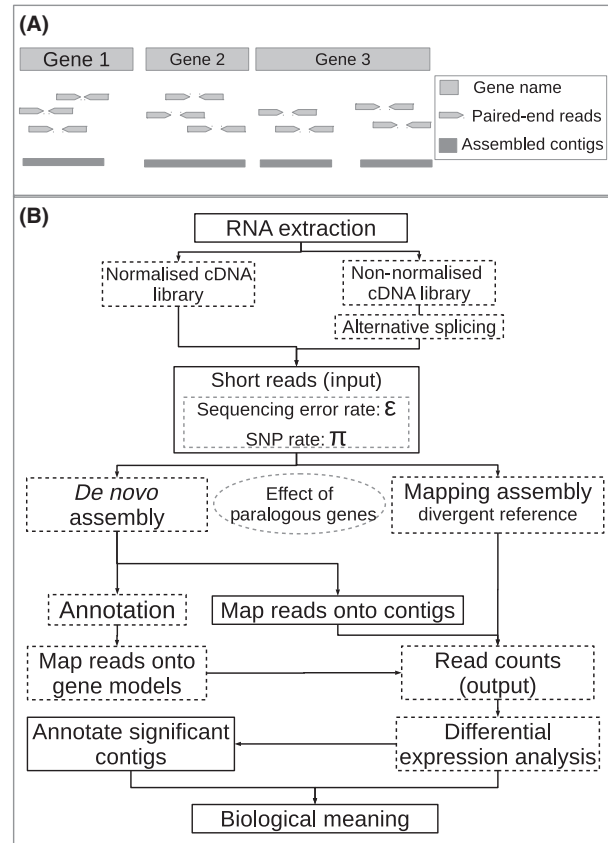 (A)
Gene 1
Gene 2
Gene 3
Gene name
Paired-end reads
Assembled contigs
(B)
RNA extraction
Normalised cDNA
library
Non-normalised
cDNA library
Alternative splicing
Short reads (input)
Sequencing error rate: ε
SNP rate: π
De novo
assembly
Effect of
paralogous genes
Mapping assembly
divergent reference
Annotation
Map reads onto contigs
Map reads onto
gene models
Read counts
(output)
Annotate significant
contigs
Differential
expression analysis
Biological meaning